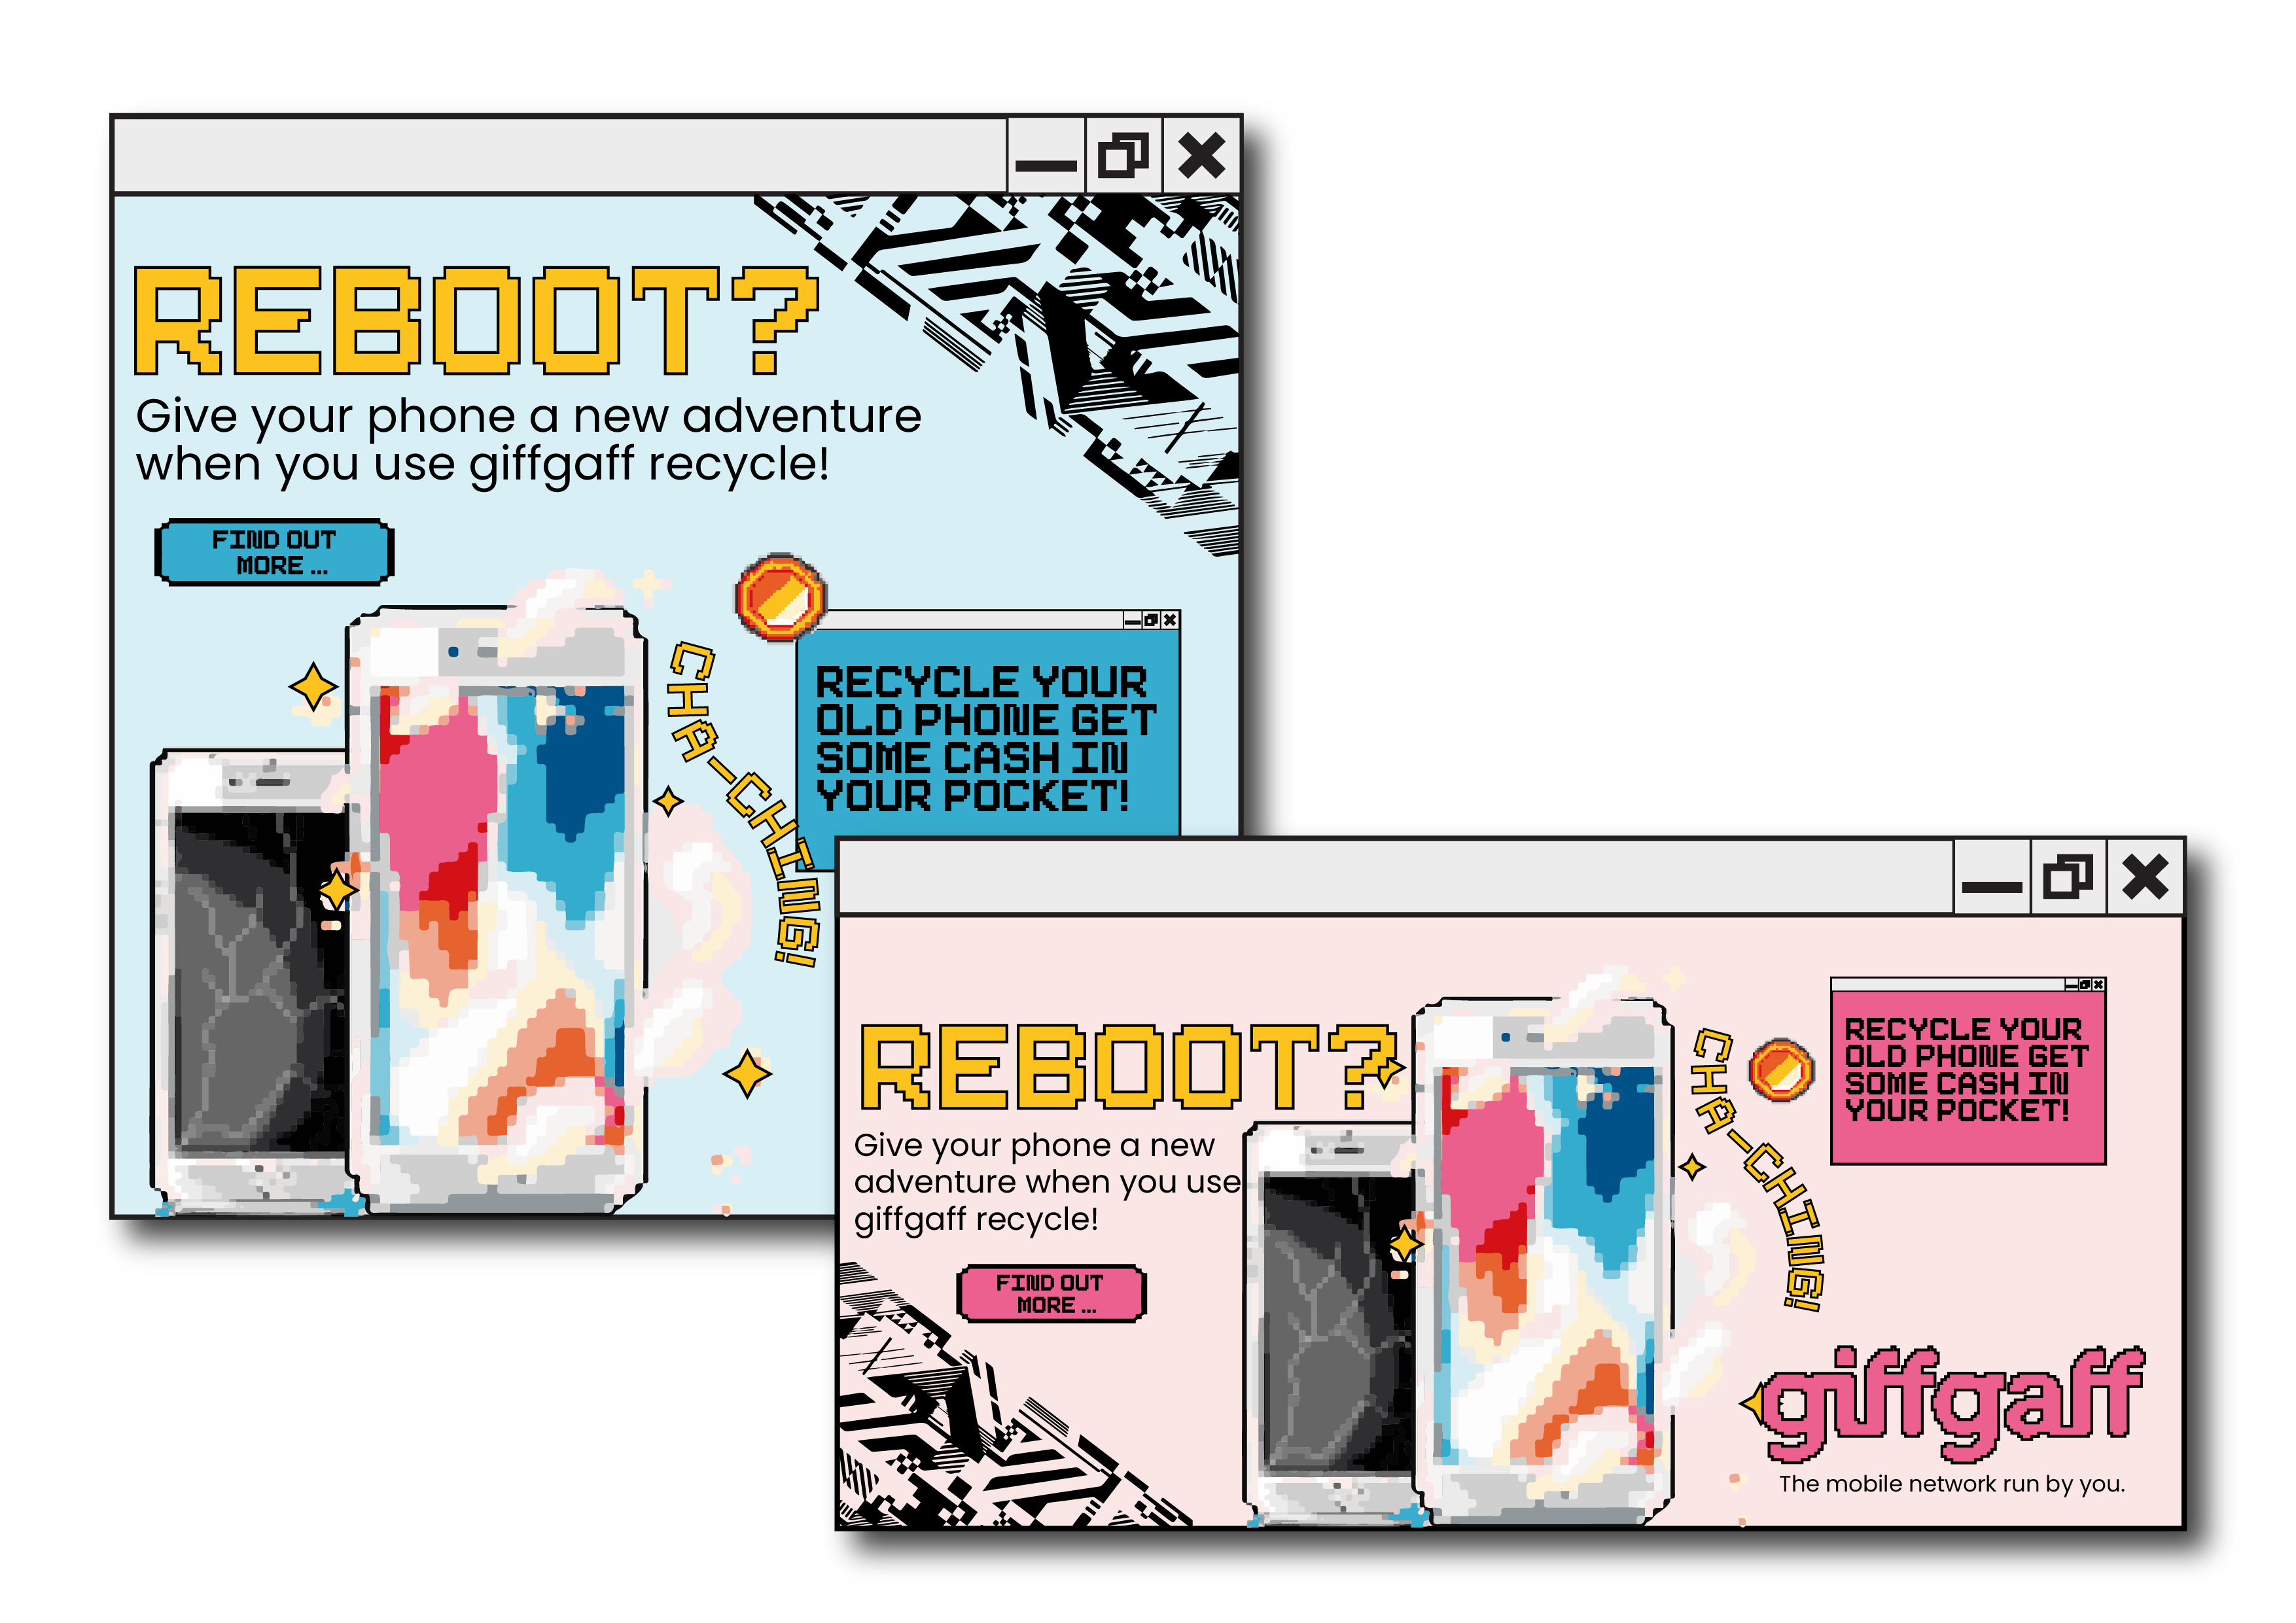 REBOOT?
Give your phone a new adventure
when you use giffgaff recycle!
FIND OUT
MORE ...
CHA-CHING!
RECYCLE YOUR
OLD PHONE GET
SOME CASH IN
YOUR POCKET!
REBOOT?
Give your phone a new
adventure when you use
giffgaff recycle!
FIND OUT
MORE ...
CHA-CHING!
RECYCLE YOUR
OLD PHONE GET
SOME CASH IN
YOUR POCKET!
giffgaff
The mobile network run by you.